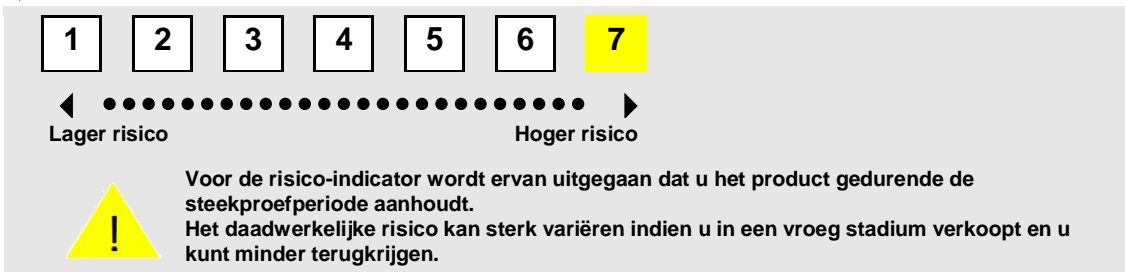 1 2 3 4 5 6 7
Lager risico Hoger risico
!
Voor de risico-indicator wordt ervan uitgegaan dat u het product gedurende de
steekproefperiode aanhoudt.
Het daadwerkelijke risico kan sterk variëren indien u in een vroeg stadium verkoopt en u
kunt minder terugkrijgen.